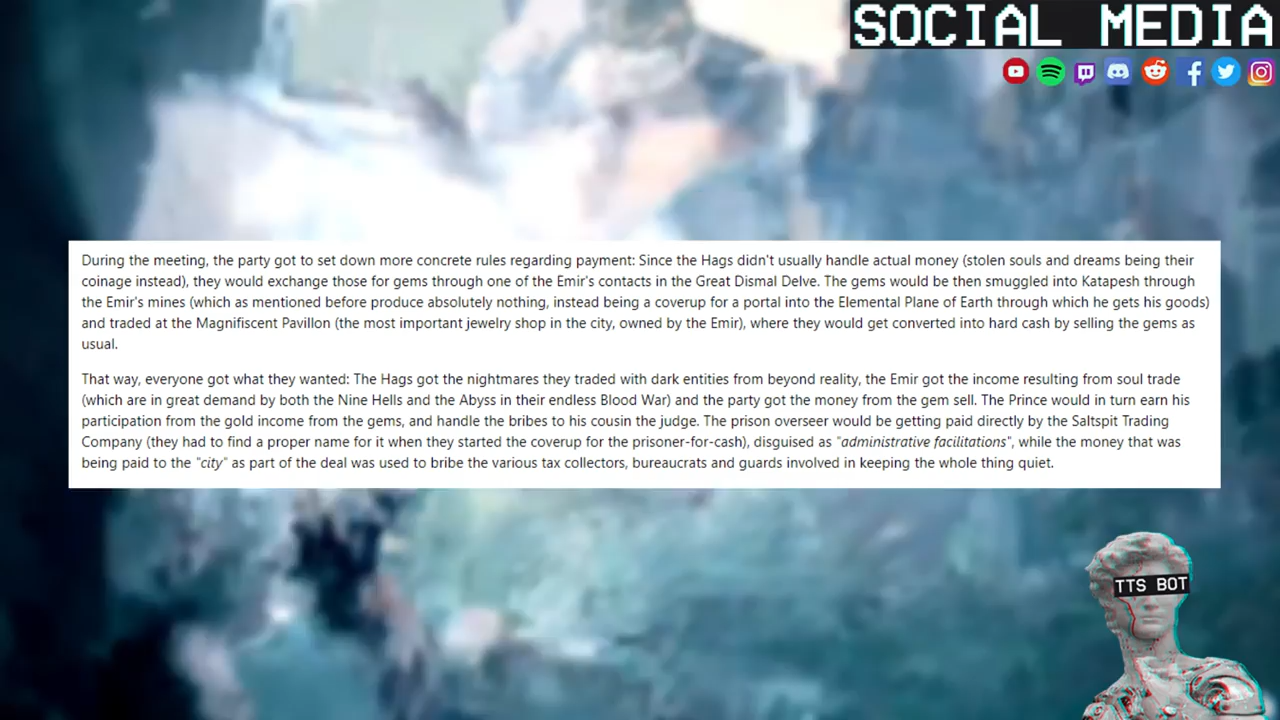 SOCIAL MEDIA
During the meeting, the party got to set down more concrete rules regarding payment: Since the Hags didn't usually handle actual money (stolen souls and dreams being their
coinage instead), they would exchange those for gems through one of the Emir's contacts in the Great Dismal Delve. The gems would be then smuggled into Katapesh through
the Emir's mines (which as mentioned before produce absolutely nothing, instead being a coverup for a portal into the Elemental Plane of Earth through which he gets his goods)
and traded at the Magnifiscent Pavillon (the most important jewelry shop in the city, owned by the Emir), where they would get converted into hard cash by selling the gems as
usual.
That way, everyone got what they wanted: The Hags got the nightmares they traded with dark entities from beyond reality, the Emir got the income resulting from soul trade
(which are in great demand by both the Nine Hells and the Abyss in their endless Blood War) and the party got the money from the gem sell. The Prince would in turn earn his
participation from the gold income from the gems, and handle the bribes to his cousin the judge. The prison overseer would be getting paid directly by the Saltspit Trading
Company (they had to find a proper name for it when they started the coverup for the prisoner-for-cash), disguised as "administrative facilitations", while the money that was
being paid to the "city" as part of the deal was used to bribe the various tax collectors, bureaucrats and guards involved in keeping the whole thing quiet.
TTS BOT